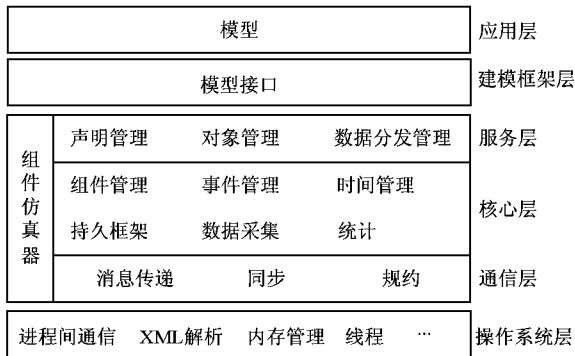 模型 应用层
模型接口 建模框架层
组件仿真器
声明管理 对象管理 数据分发管理 服务层
组件管理 事件管理 时间管理
核心层
持久框架 数据采集 统计
消息传递 同步 规约 通信层
进程间通信 XML解析 内存管理 线程 … 操作系统层